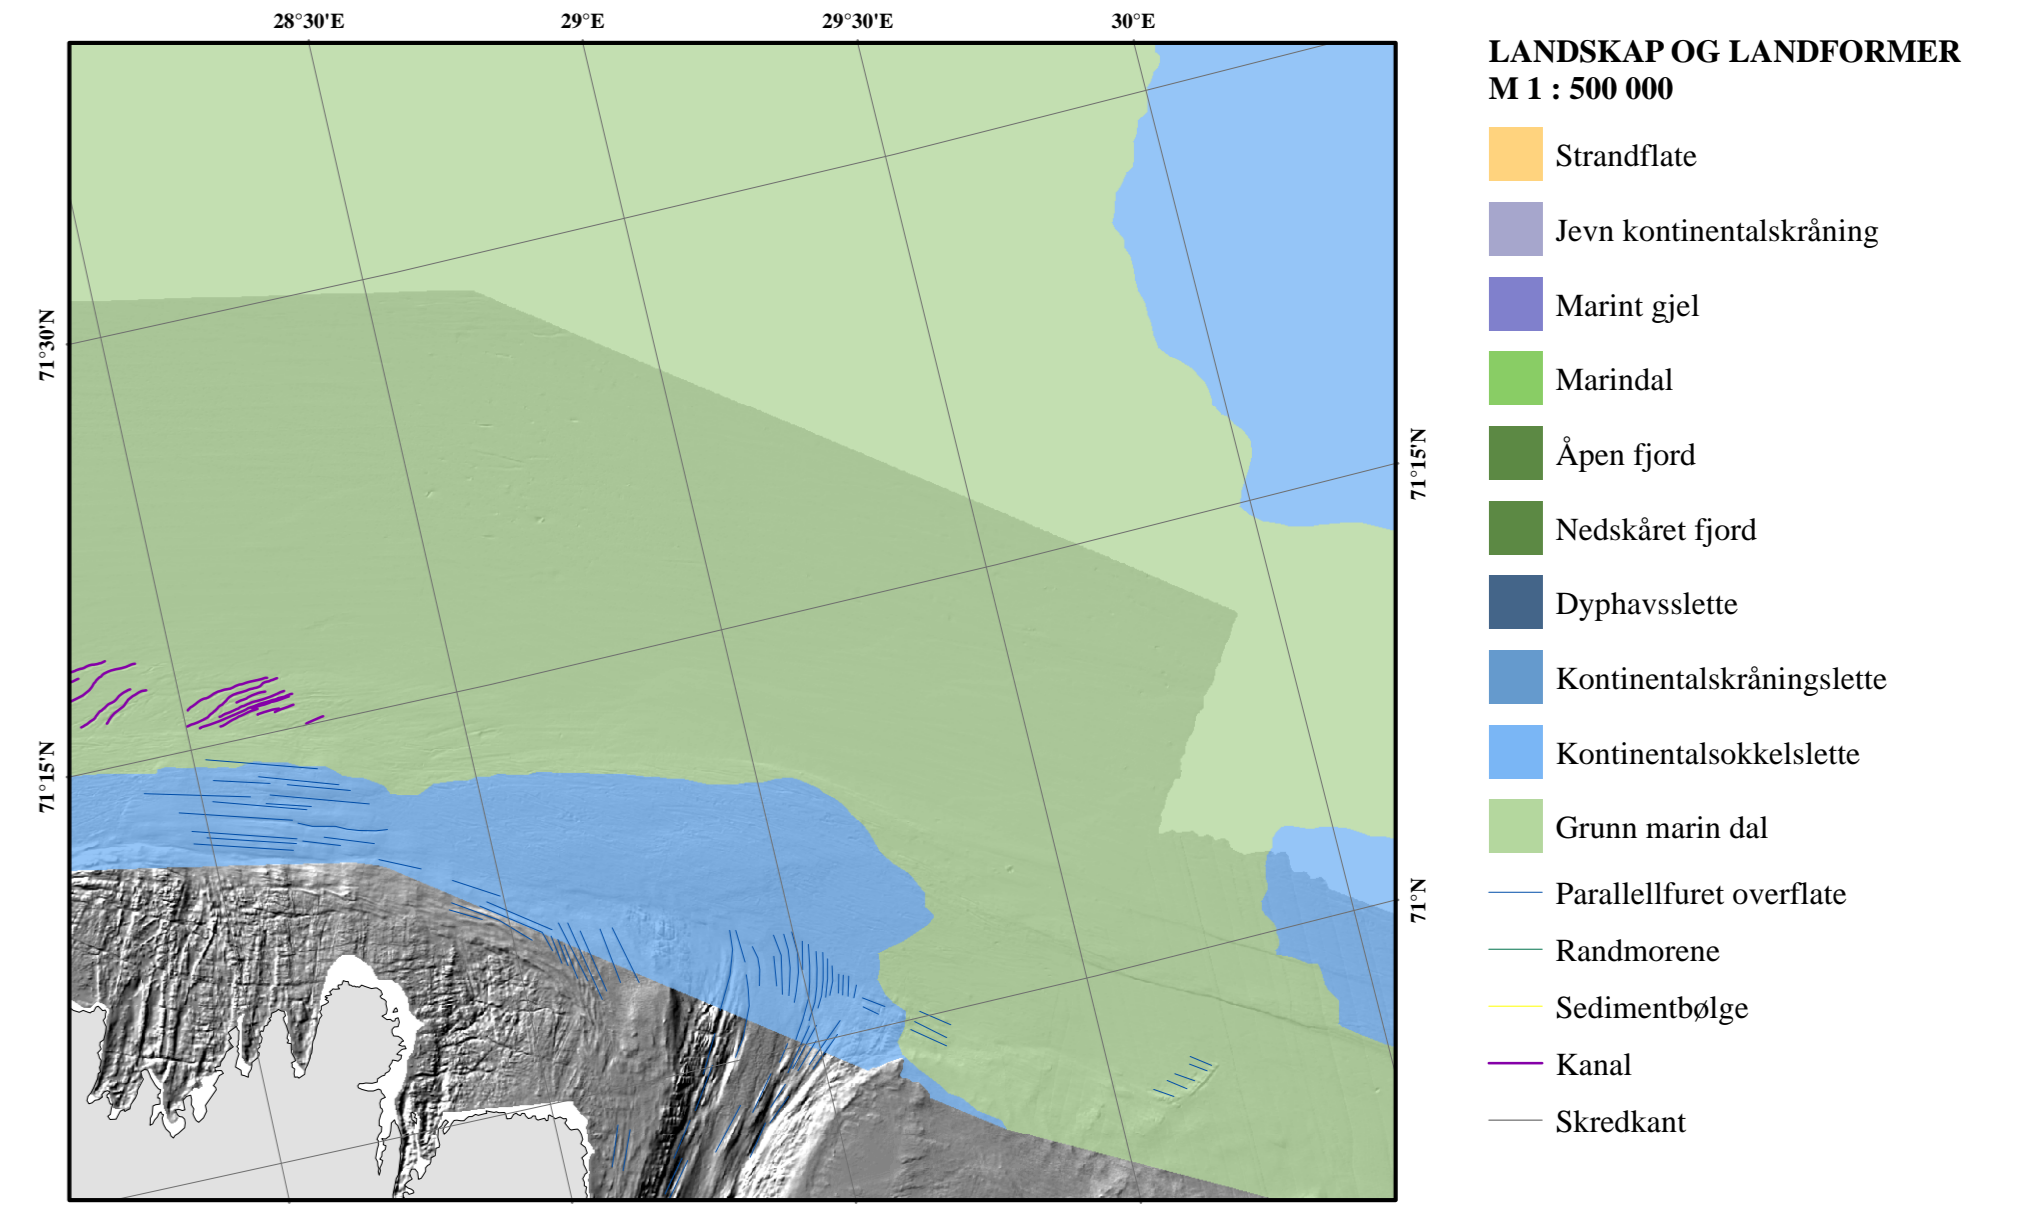 28°30'E
29°E
29°30'E
30°E
71°30'N
71°15'N
71°15'N
71°N
LANDSKAP OG LANDFORMER
M 1 : 500 000
Strandflate
Jevn kontinentalskråning
Marint gjel
Marindal
Åpen fjord
Nedskåret fjord
Dyphavsslette
Kontinentalskråningslette
Kontinentalsokkelslette
Grunn marin dal
Parallellfuret overflate
Randmorene
Sedimentbølge
Kanal
Skredkant